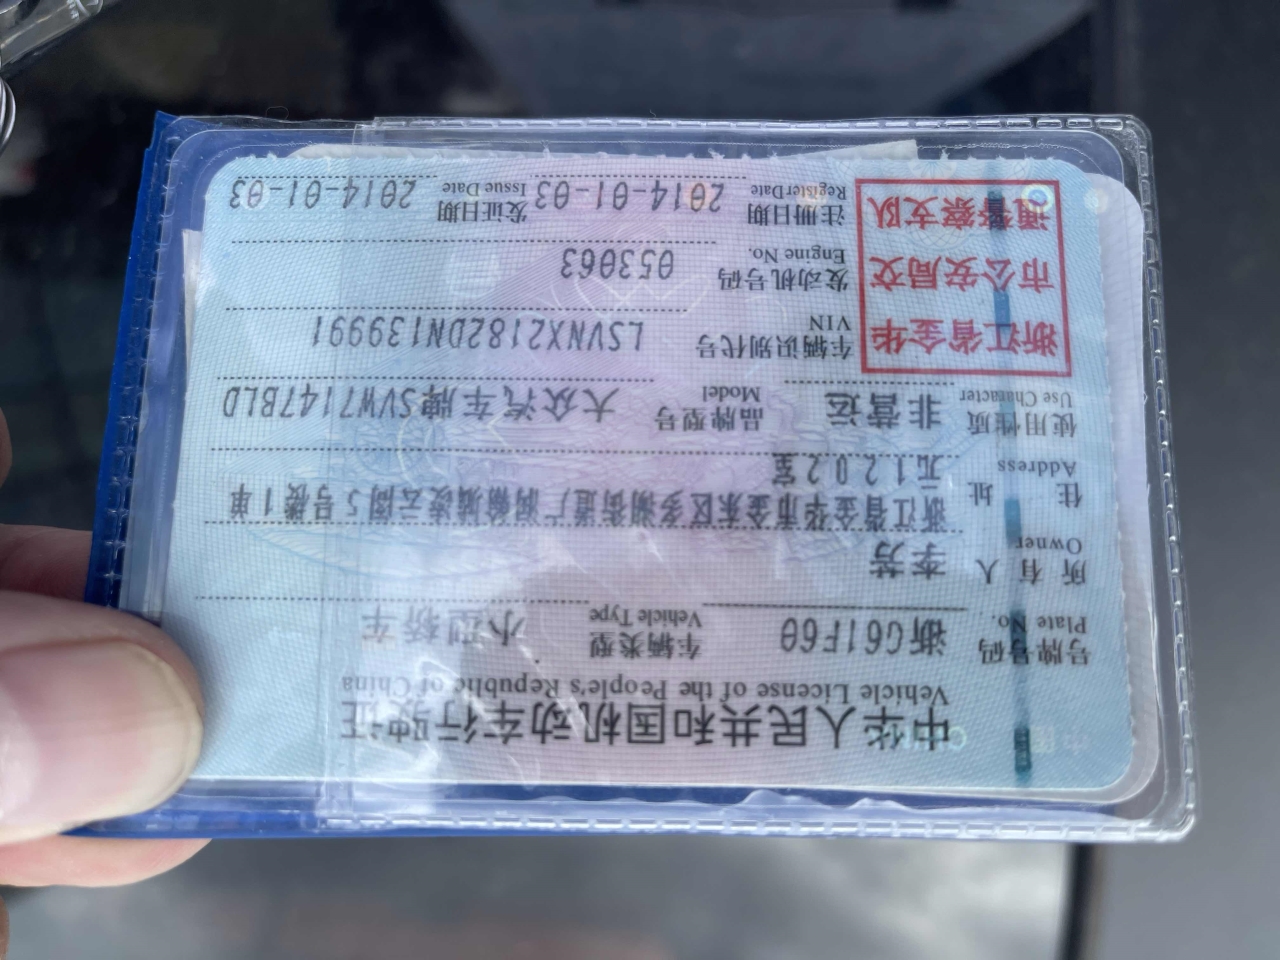 中华人民共和国机动车行驶证
Vehicle License of the People's Republic of China
号牌号码 浙G61F60 车辆类型 小型轿车
Plate No. Vehicle Type
所有人 李芳
Owner
住址 浙江省金华市金东区多湖街道广润翰城凌云阁5号楼1单
Address 元1202室
使用性质 非营运 品牌型号 大众汽车牌SVW7147BLD
Use Character Model
浙江省金华
市公安局交
通警察支队
车辆识别代号 LSVNX2182DN139991
VIN
发动机号码 053063
Engine No.
注册日期 2014-01-03 发证日期 2014-01-03
Register Date Issue Date